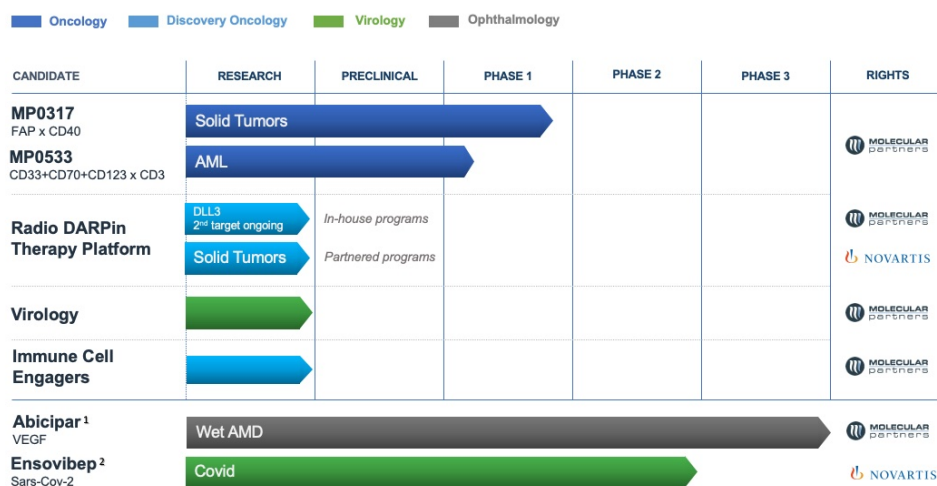 Oncology Discovery Oncology Virology Ophthalmology
CANDIDATE RESEARCH PRECLINICAL PHASE 1 PHASE 2 PHASE 3 RIGHTS
MP0317 Solid Tumors
FAP x CD40
MOLECULAR
partners
MP0533 AML
CD33+CD70+CD123 x CD3
Radio DARPin
Therapy Platform
DLL3
2nd target ongoing
In-house programs
MOLECULAR
partners
Solid Tumors Partnered programs NOVARTIS
Virology
MOLECULAR
partners
Immune Cell
Engagers
MOLECULAR
partners
Abicipar 1 Wet AMD
VEGF
MOLECULAR
partners
Ensovibep 2 Covid NOVARTIS
Sars-Cov-2